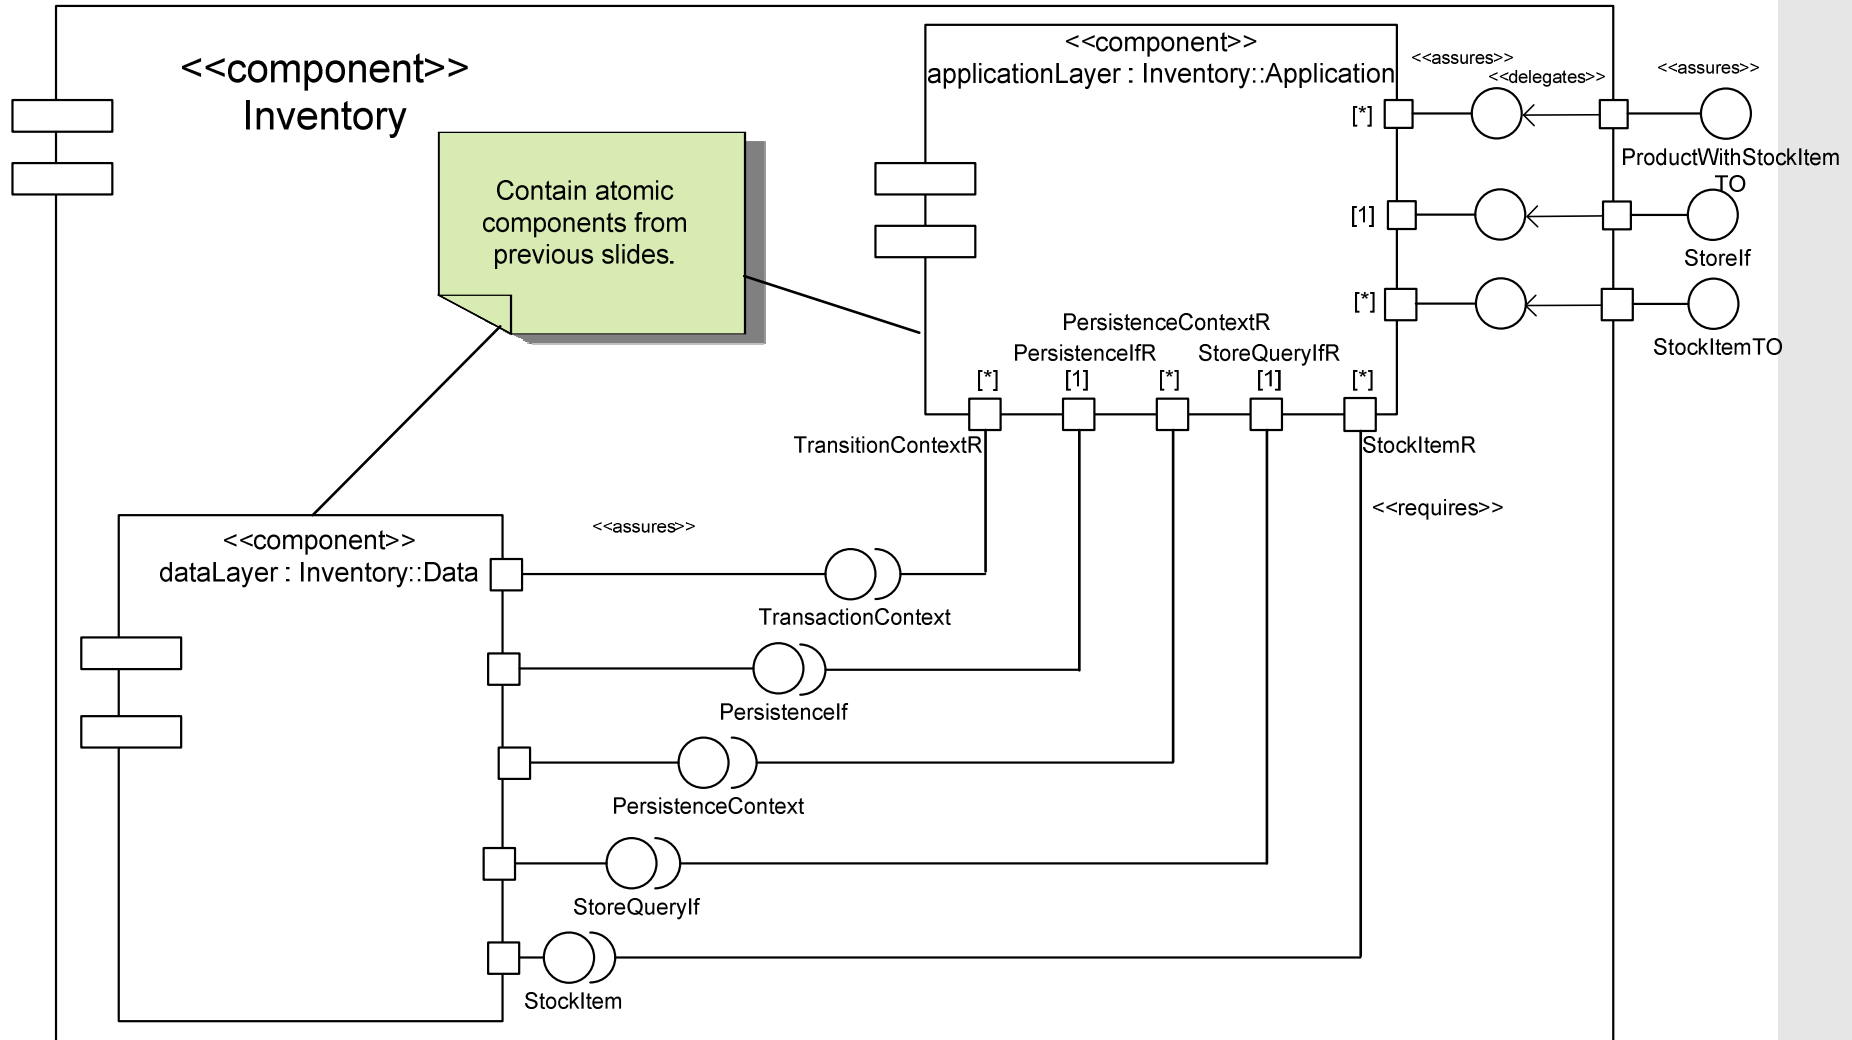 <<component>>
Inventory
Contain atomic
components from
previous slides.
<<component>>
applicationLayer : Inventory::Application
<<assures>>
<<delegates>>
<<assures>>
[*]
ProductWithStockItem
TO
[1]
StoreIf
[*]
StockItemTO
PersistenceContextR
PersistenceIfR
StoreQueryIfR
[*]
[1]
[*]
[1]
[*]
TransitionContextR
StockItemR
<<requires>>
<<component>>
dataLayer : Inventory::Data
<<assures>>
TransactionContext
PersistenceIf
PersistenceContext
StoreQueryIf
StockItem